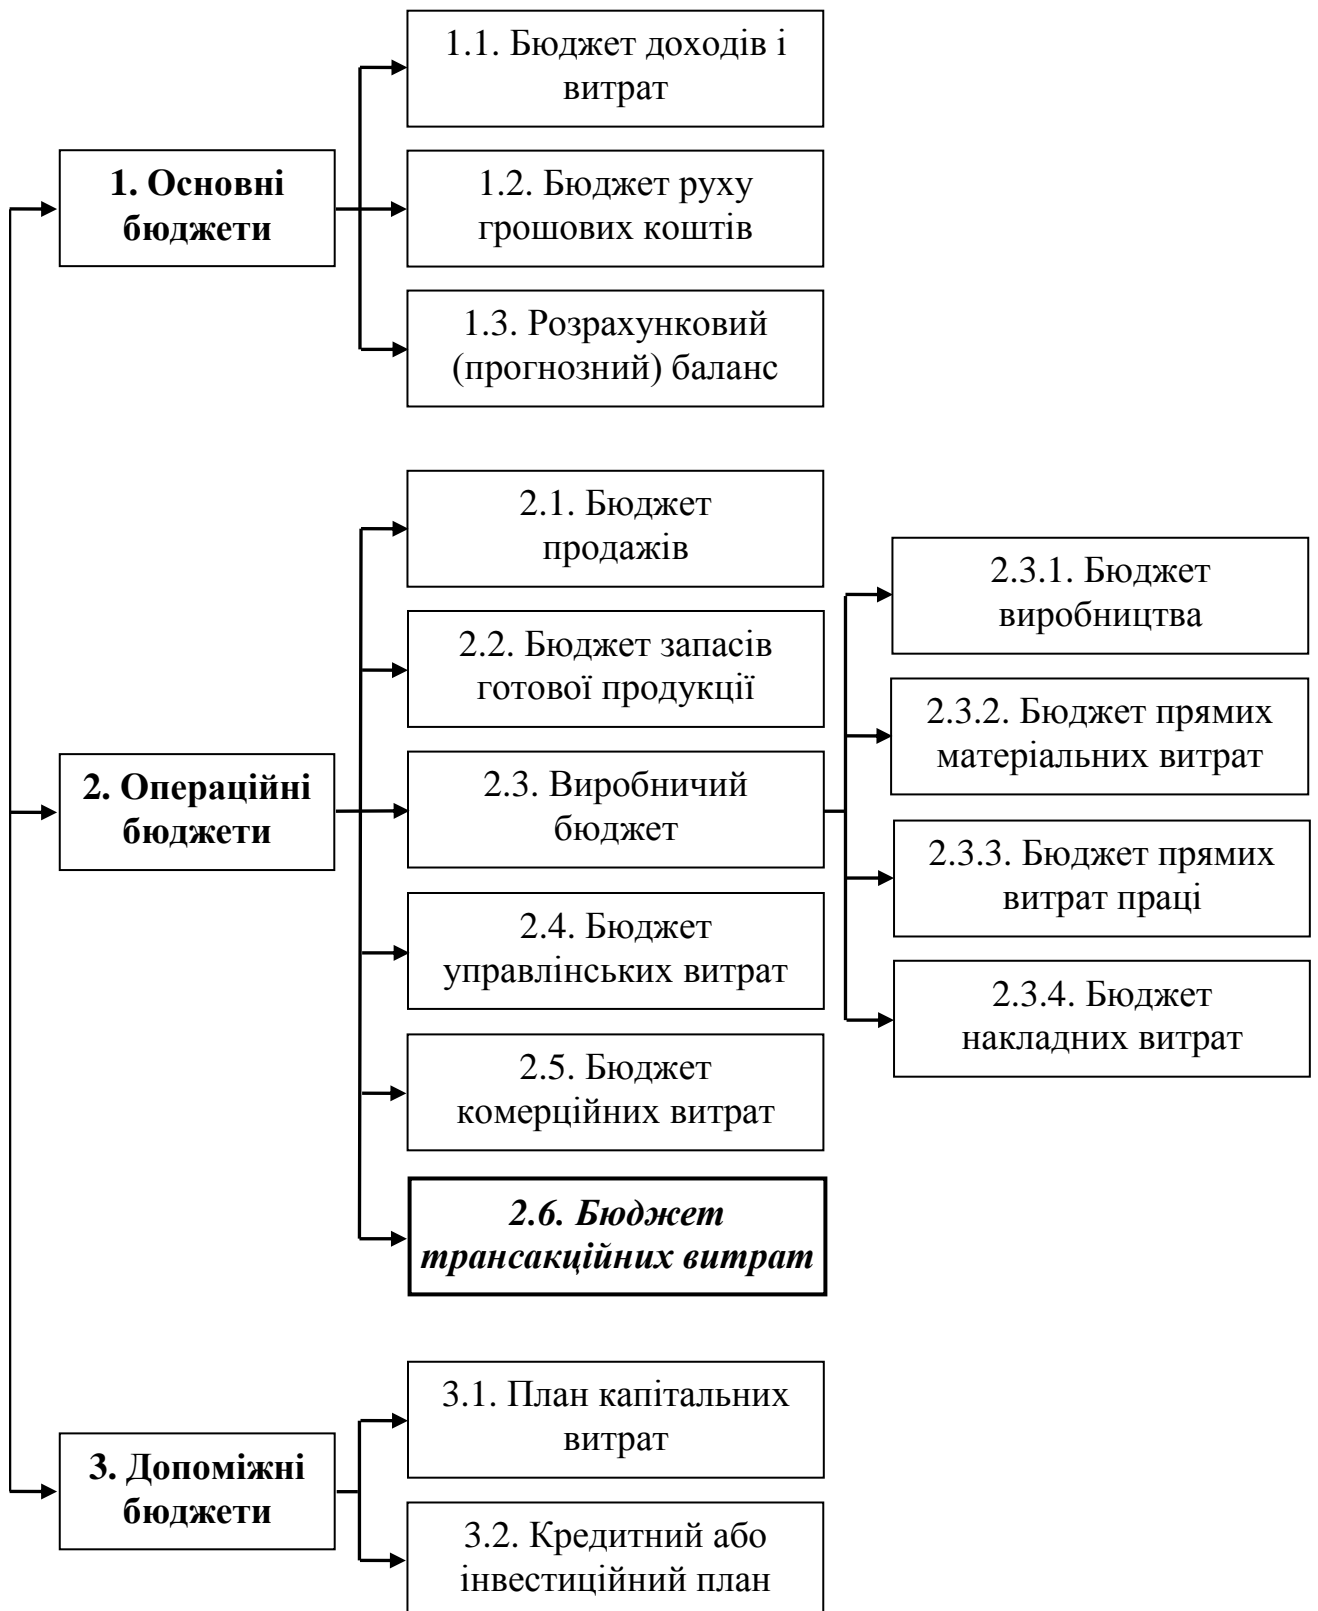 1.1. Бюджет доходів і
витрат
1. Основні
бюджети
1.2. Бюджет руху
грошових коштів
1.3. Розрахунковий
(прогнозний) баланс
2.1. Бюджет
продажів
2.2. Бюджет запасів
готової продукції
2. Операційні
бюджети
2.3. Виробничий
бюджет
2.3.1. Бюджет
виробництва
2.3.2. Бюджет прямих
матеріальних витрат
2.3.3. Бюджет прямих
витрат праці
2.3.4. Бюджет
накладних витрат
2.4. Бюджет
управлінських витрат
2.5. Бюджет
комерційних витрат
2.6. Бюджет
трансакційних витрат
3. Допоміжні
бюджети
3.1. План капітальних
витрат
3.2. Кредитний або
інвестиційний план